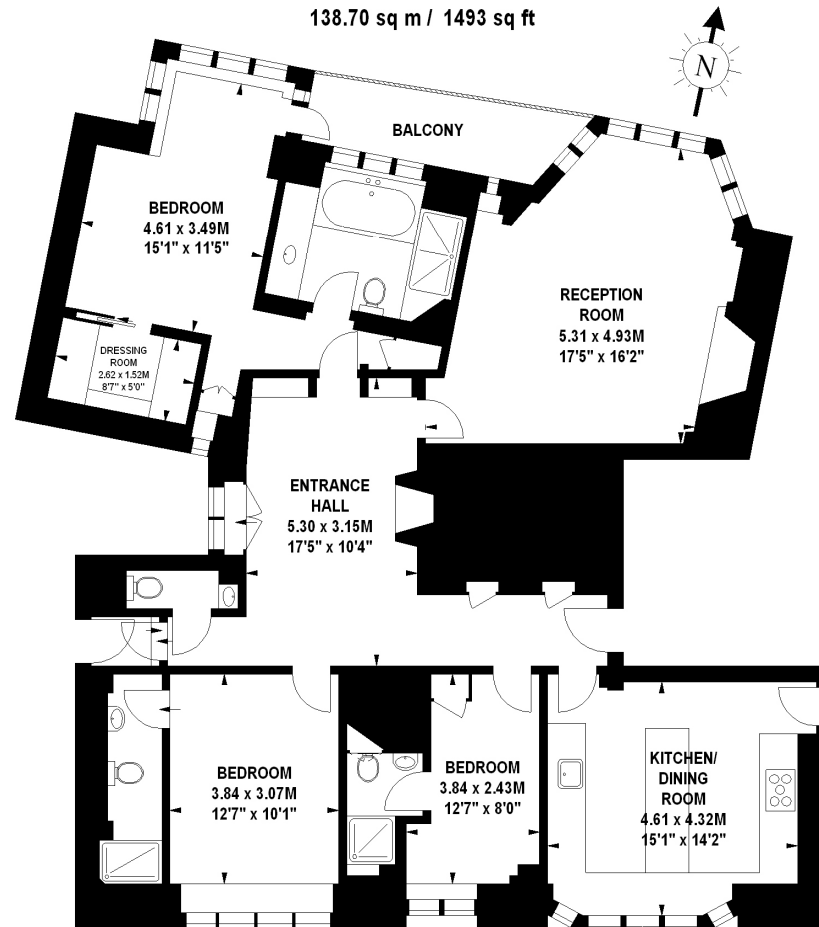 138.70 sq m / 1493 sq ft
N
BALCONY
BEDROOM
4.61 x 3.49M
15'1" x 11'5"
RECEPTION
ROOM
5.31 x 4.93M
17'5" x 16'2"
DRESSING
ROOM
2.62 x 1.52M
8'7" x 5'0"
ENTRANCE
HALL
5.30 x 3.15M
17'5" x 10'4"
BEDROOM
3.84 x 3.07M
12'7" x 10'1"
BEDROOM
3.84 x 2.43M
12'7" x 8'0"
KITCHEN/
DINING
ROOM
4.61 x 4.32M
15'1" x 14'2"